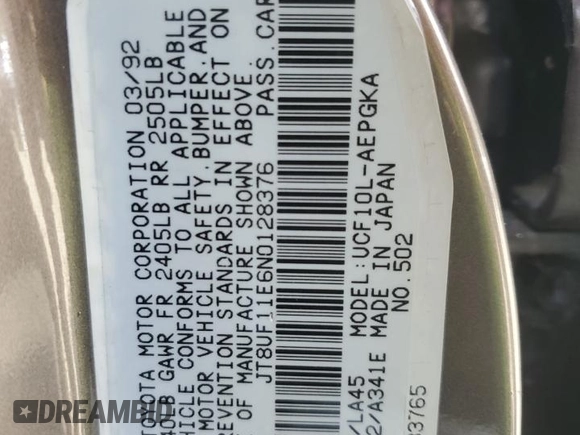 TOYOTA MOTOR CORPORATION 03/92
GAWR FR 2405LB RR 2505LB
VEHICLE CONFORMS TO ALL APPLICABLE
MOTOR VEHICLE SAFETY, BUMPER, AND
PREVENTION STANDARDS IN EFFECT ON
OF MANUFACTURE SHOWN ABOVE.
JT8UF11E6N0128376 PASS.CAR
/LA45 MODEL:UCF10L-AEPGKA
/A341E MADE IN JAPAN
NO.502
3765
DREAMBID